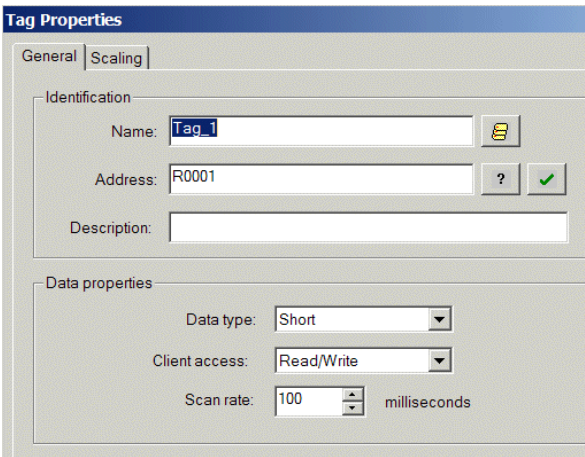 Tag Properties
General Scaling
Identification
Name: Tag_1
Address: R0001 ?
Description:
Data properties
Data type: Short
Client access: Read/Write
Scan rate: 100 milliseconds